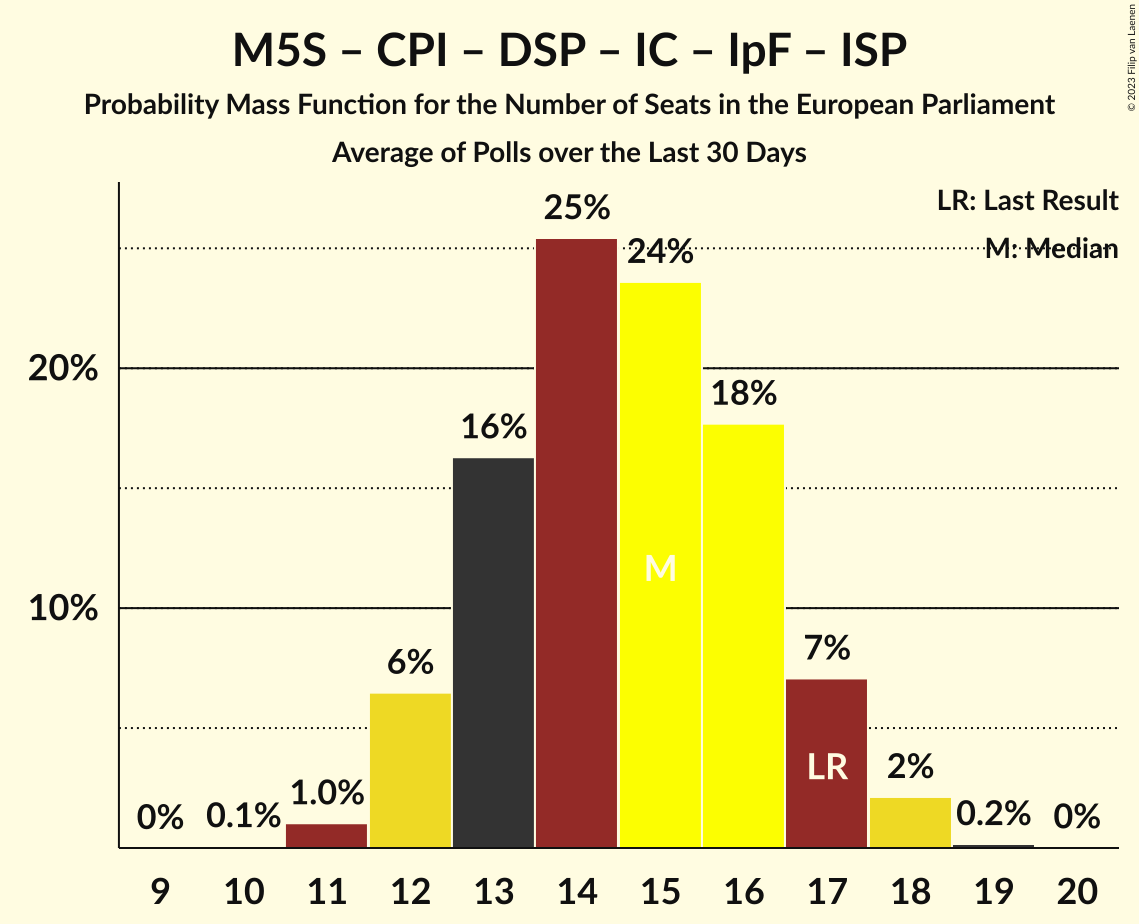 M5S – CPI – DSP – IC – IpF – ISP
Probability Mass Function for the Number of Seats in the European Parliament
Average of Polls over the Last 30 Days
© 2023 Filip van Laenen
LR: Last Result
M: Median
20%
10%
0%
0.1%
1.0%
6%
16%
25%
24%
18%
7%
2%
0.2%
0%
M
LR
9 10 11 12 13 14 15 16 17 18 19 20